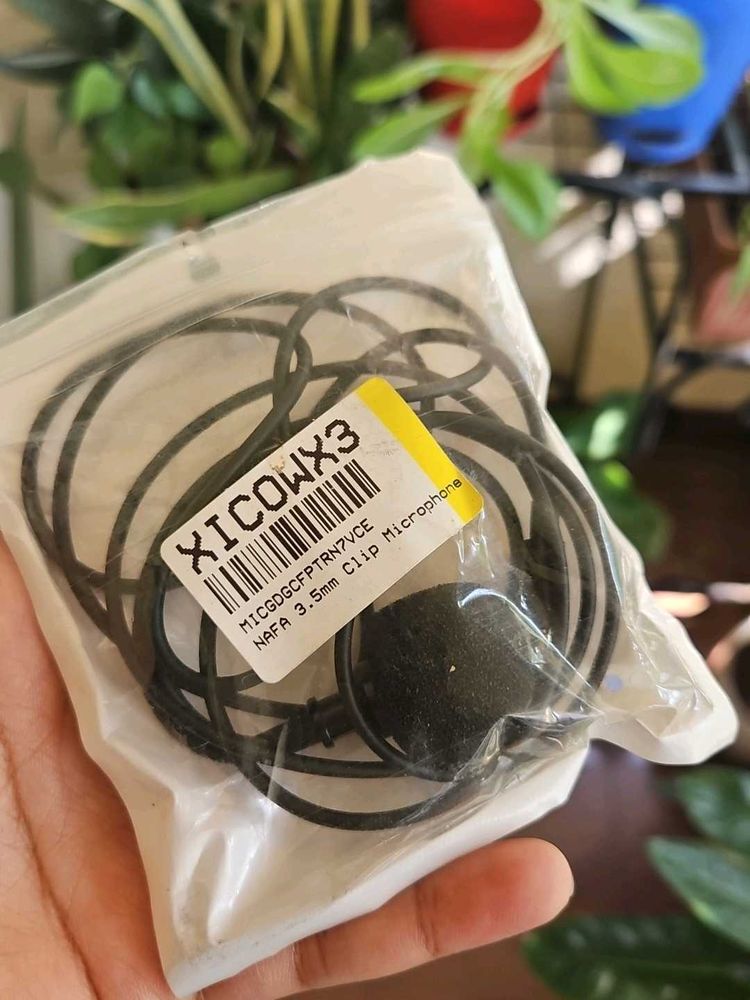 XICOWX3
MICGDGCFPTRN7VCE
NAFA 3.5mm Clip Microphone